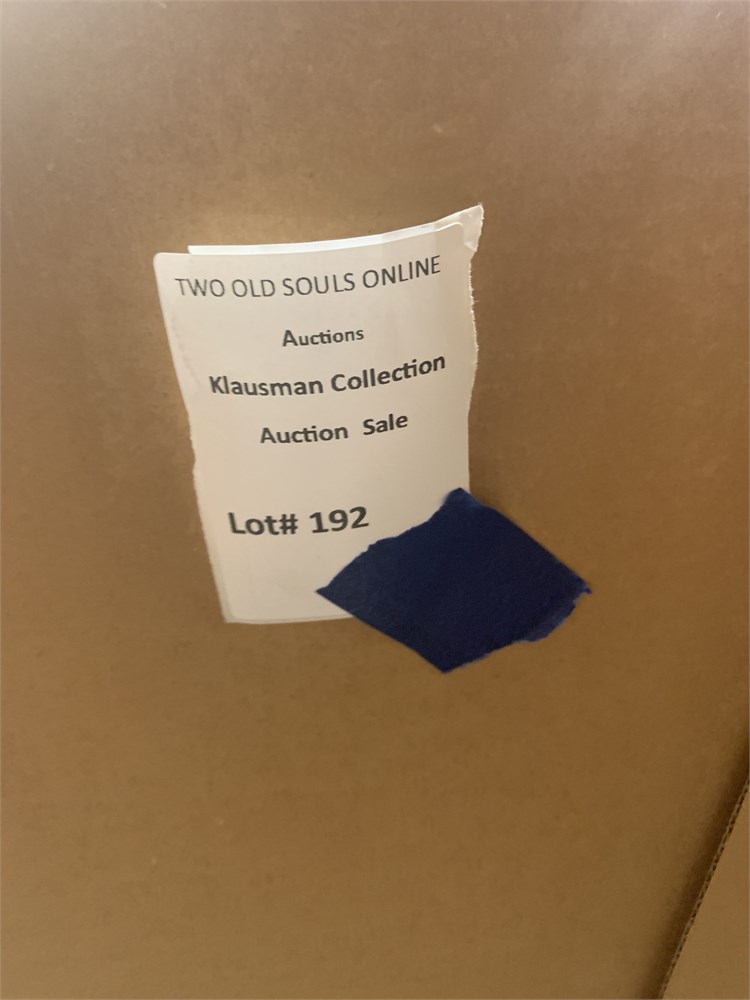 TWO OLD SOULS ONLINE
Auctions
Klausman Collection
Auction Sale
Lot# 192